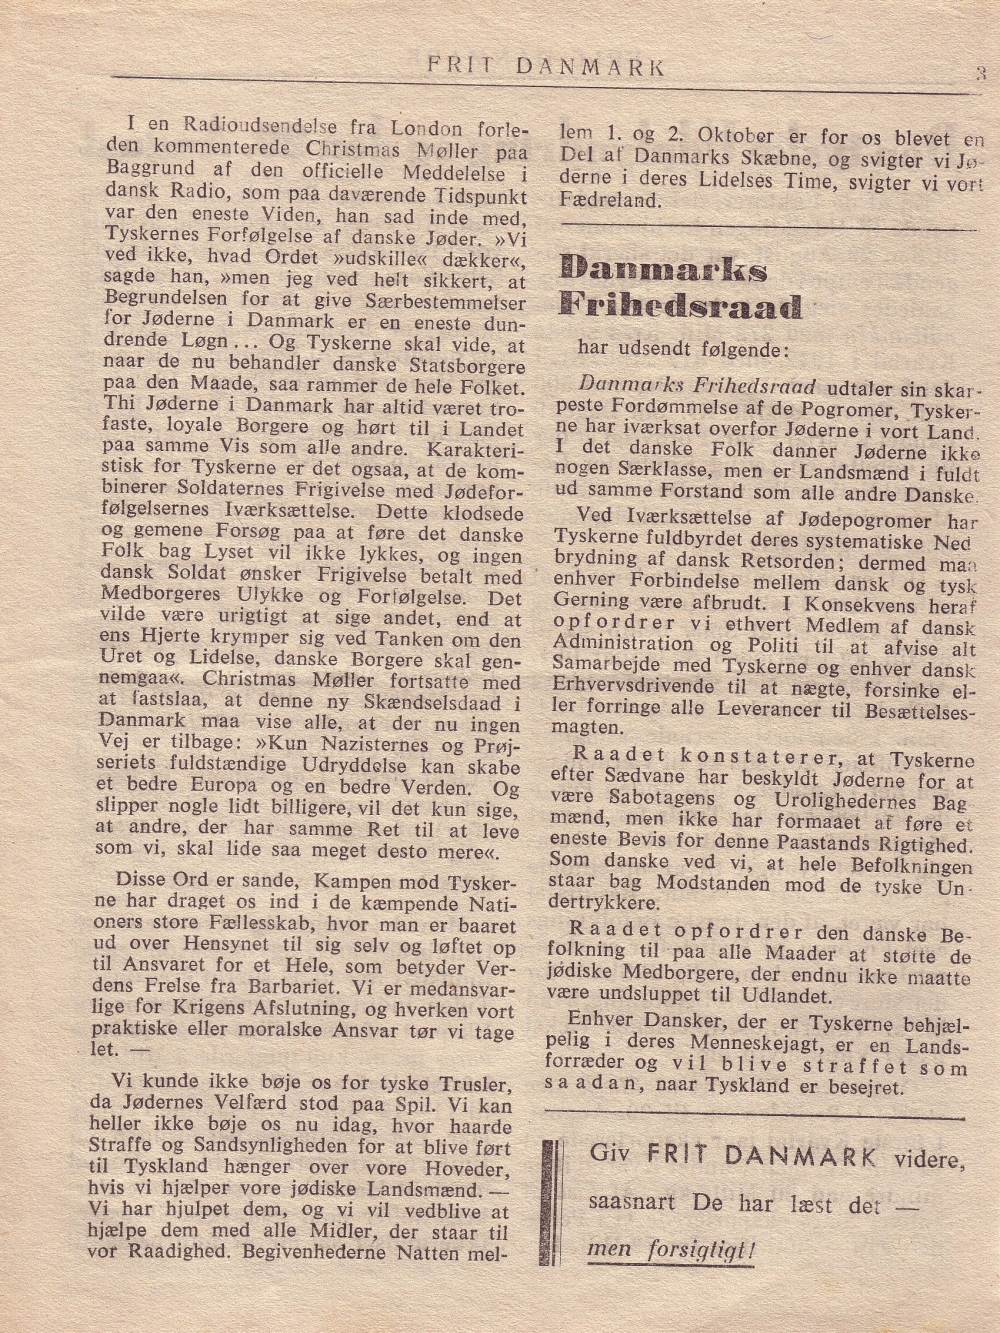 FRIT DANMARK
3
I en Radioudsendelse fra London forle-
den kommenterede Christmas Møller paa
Baggrund af den officielle Meddelelse i
dansk Radio, som paa daværende Tidspunkt
var den eneste Viden, han sad inde med,
Tyskernes Forfølgelse af danske Jøder. »Vi
ved ikke, hvad Ordet »udskille« dækker«,
sagde han, »men jeg ved helt sikkert, at
Begrundelsen for at give Særbestemmelser
for Jøderne i Danmark er en eneste dun-
drende Løgn... Og Tyskerne skal vide, at
naar de nu behandler danske Statsborgere
paa den Maade, saa rammer de hele Folket.
Thi Jøderne i Danmark har altid været tro-
faste, loyale Borgere og hørt til i Landet
paa samme Vis som alle andre. Karakteri-
stisk for Tyskerne er det ogsaa, at de kom-
binerer Soldaternes Frigivelse med Jødefor-
følgelsernes Iværksættelse. Dette klodsede
og gemene Forsøg paa at føre det danske
Folk bag Lyset vil ikke lykkes, og ingen
dansk Soldat ønsker Frigivelse betalt med
Medborgeres Ulykke og Forfølgelse. Det
vilde være urigtigt at sige andet, end at
ens Hjerte krymper sig ved Tanken om den
Uret og Lidelse, danske Borgere skal gen-
nemgaa«. Christmas Møller fortsatte med
at fastslaa, at denne ny Skændselsdaad i
Danmark maa vise alle, at der nu ingen
Vej er tilbage: »Kun Nazisternes og Prøj-
seriets fuldstændige Udryddelse kan skabe
et bedre Europa og en bedre Verden. Og
slipper nogle lidt billigere, vil det kun sige,
at andre, der har samme Ret til at leve
som vi, skal lide saa meget desto mere«.
Disse Ord er sande, Kampen mod Tysker-
ne har draget os ind i de kæmpende Nati-
oners store Fællesskab, hvor man er baaret
ud over Hensynet til sig selv og løftet op
til Ansvaret for et Hele, som betyder Ver-
dens Frelse fra Barbariet. Vi er medansvar-
lige for Krigens Afslutning, og hverken vort
praktiske eller moralske Ansvar tør vi tage
let. —
Vi kunde ikke bøje os for tyske Trusler,
da Jødernes Velfærd stod paa Spil. Vi kan
heller ikke bøje os nu idag, hvor haarde
Straffe og Sandsynligheden for at blive ført
til Tyskland hænger over vore Hoveder,
hvis vi hjælper vore jødiske Landsmænd. —
Vi har hjulpet dem, og vi vil vedblive at
hjælpe dem med alle Midler, der staar til
vor Raadighed. Begivenhederne Natten mel-
lem 1. og 2. Oktober er for os blevet en
Del af Danmarks Skæbne, og svigter vi Jø-
derne i deres Lidelses Time, svigter vi vort
Fædreland.
Danmarks
Frihedsraad
har udsendt følgende:
Danmarks Frihedsraad udtaler sin skar-
peste Fordømmelse af de Pogromer, Tysker-
ne har iværksat overfor Jøderne i vort Land.
I det danske Folk danner Jøderne ikke
nogen Særklasse, men er Landsmænd i fuldt
ud samme Forstand som alle andre Danske.
Ved Iværksættelse af Jødepogromer har
Tyskerne fuldbyrdet deres systematiske Ned
brydning af dansk Retsorden; dermed maa
enhver Forbindelse mellem dansk og tysk
Gerning være afbrudt. I Konsekvens heraf
opfordrer vi ethvert Medlem af dansk
Administration og Politi til at afvise alt
Samarbejde med Tyskerne og enhver dansk
Erhvervsdrivende til at nægte, forsinke el-
ler forringe alle Leverancer til Besættelses-
magten.
Raadet konstaterer, at Tyskerne
efter Sædvane har beskyldt Jøderne for at
være Sabotagens og Urolighedernes Bag
mænd, men ikke har formaaet at føre et
eneste Bevis for denne Paastands Rigtighed.
Som danske ved vi, at hele Befolkningen
staar bag Modstanden mod de tyske Un-
dertrykkere.
Raadet opfordrer den danske Be-
folkning til paa alle Maader at støtte de
jødiske Medborgere, der endnu ikke maatte
være undsluppet til Udlandet.
Enhver Dansker, der er Tyskerne behjæl-
pelig i deres Menneskejagt, er en Lands-
forræder og vil blive straffet som
saadan, naar Tyskland er besejret.
Giv FRIT DANMARK videre,
saasnart De har læst det —
men forsigtigt!